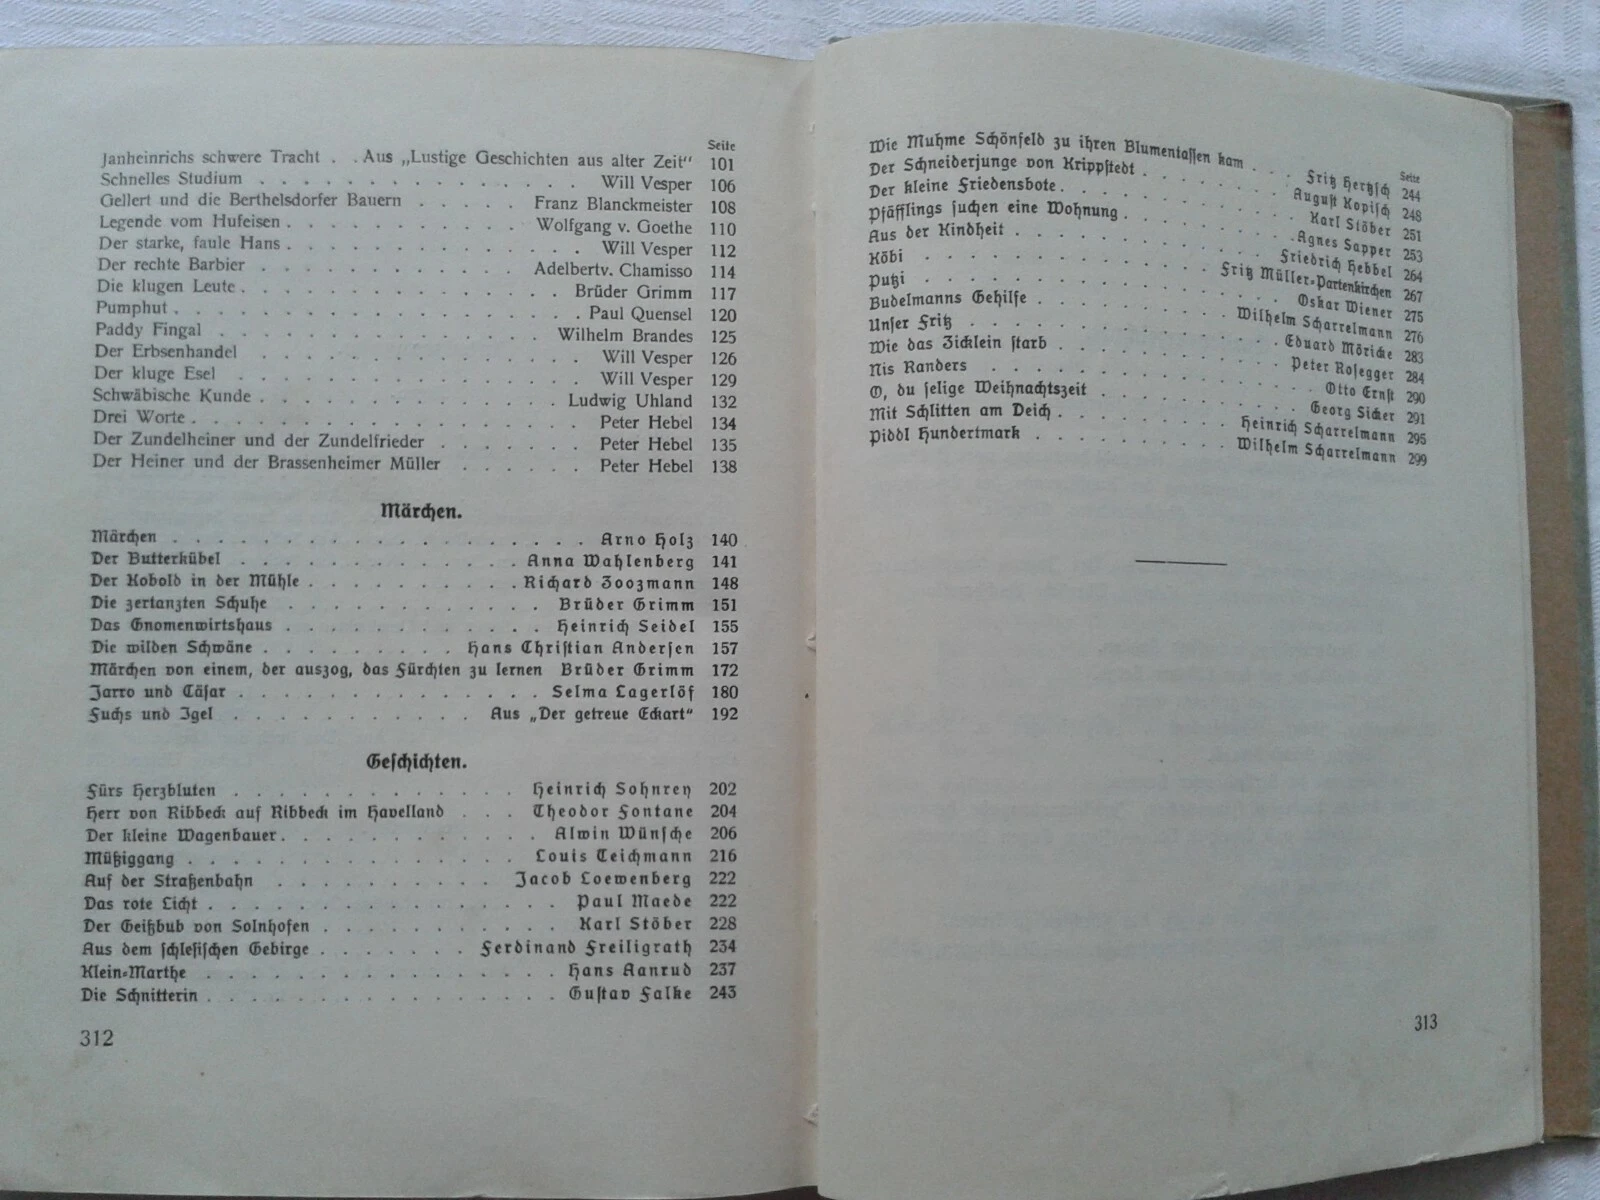 Seite
Janheinrichs schwere Tracht . . Aus „Lustige Geschichten aus alter Zeit“ 101
Schnelles Studium . . . Will Vesper 106
Gellert und die Berthelsdorfer Bauern . . . Franz Blanckmeister 108
Legende vom Hufeisen . . . Wolfgang v. Goethe 110
Der starke, faule Hans . . . Will Vesper 112
Der rechte Barbier . . . Adelbertv. Chamisso 114
Die klugen Leute . . . Brüder Grimm 117
Pumphut . . . Paul Quensel 120
Paddy Fingal . . . Wilhelm Brandes 125
Der Erbsenhandel . . . Will Vesper 126
Der kluge Esel . . . Will Vesper 129
Schwäbische Kunde . . . Ludwig Uhland 132
Drei Worte . . . Peter Hebel 134
Der Zundelheiner und der Zundelfrieder . . . Peter Hebel 135
Der Heiner und der Brassenheimer Müller . . . Peter Hebel 138
Märchen.
Märchen . . . Arno Holz 140
Der Butterkübel . . . Anna Wahlenberg 141
Der Kobold in der Mühle . . . Richard Zoozmann 148
Die zertanzten Schuhe . . . Brüder Grimm 151
Das Gnomenwirtshaus . . . Heinrich Seidel 155
Die wilden Schwäne . . . Hans Christian Andersen 157
Märchen von einem, der auszog, das Fürchten zu lernen Brüder Grimm 172
Jarro und Cäsar . . . Selma Lagerlöf 180
Fuchs und Igel . . . Aus „Der getreue Eckart“ 192
Geschichten.
Fürs Herzbluten . . . Heinrich Sohnrey 202
Herr von Ribbeck auf Ribbeck im Havelland . . . Theodor Fontane 204
Der kleine Wagenbauer . . . Alwin Wünsche 206
Müßiggang . . . Louis Teichmann 216
Auf der Straßenbahn . . . Jacob Loewenberg 222
Das rote Licht . . . Paul Maede 222
Der Geißbub von Solnhofen . . . Karl Stöber 228
Aus dem schlesischen Gebirge . . . Ferdinand Freiligrath 234
Klein-Marthe . . . Hans Aanrud 237
Die Schnitterin . . . Gustav Falke 243
312
Seite
Wie Muhme Schönfeld zu ihren Blumentassen kam . . . Fritz Hertzsch 244
Der Schneiderjunge von Krippstedt . . . August Kopisch 248
Der kleine Friedensbote . . . Karl Stöber 251
Pfäfflings suchen eine Wohnung . . . Agnes Sapper 253
Aus der Kindheit . . . Friedrich Hebbel 264
Köbi . . . Fritz Müller-Partenkirchen 267
Putzi . . . Oskar Wiener 275
Budelmanns Gehilfe . . . Wilhelm Scharrelmann 276
Unser Fritz . . . Eduard Möricke 283
Wie das Zicklein starb . . . Peter Rosegger 284
Nis Randers . . . Otto Ernst 290
O, du selige Weihnachtszeit . . . Georg Sicker 291
Mit Schlitten am Deich . . . Heinrich Scharrelmann 295
Piddl Hundertmark . . . Wilhelm Scharrelmann 299
313